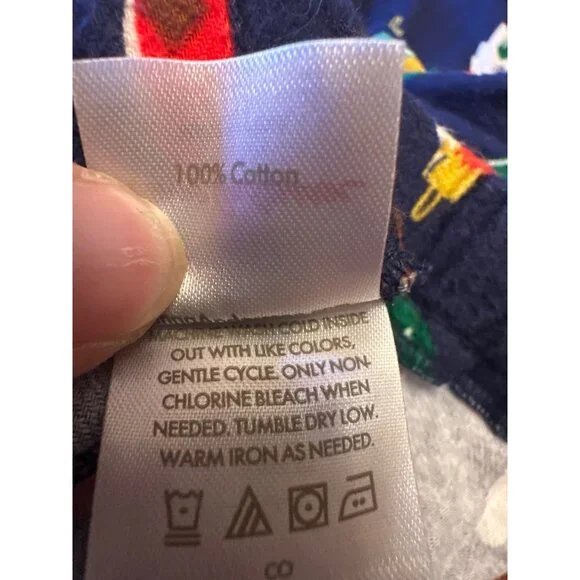 100% Cotton
COLD INSIDE
OUT WITH LIKE COLORS,
GENTLE CYCLE. ONLY NON-
CHLORINE BLEACH WHEN
NEEDED. TUMBLE DRY LOW.
WARM IRON AS NEEDED.
CO